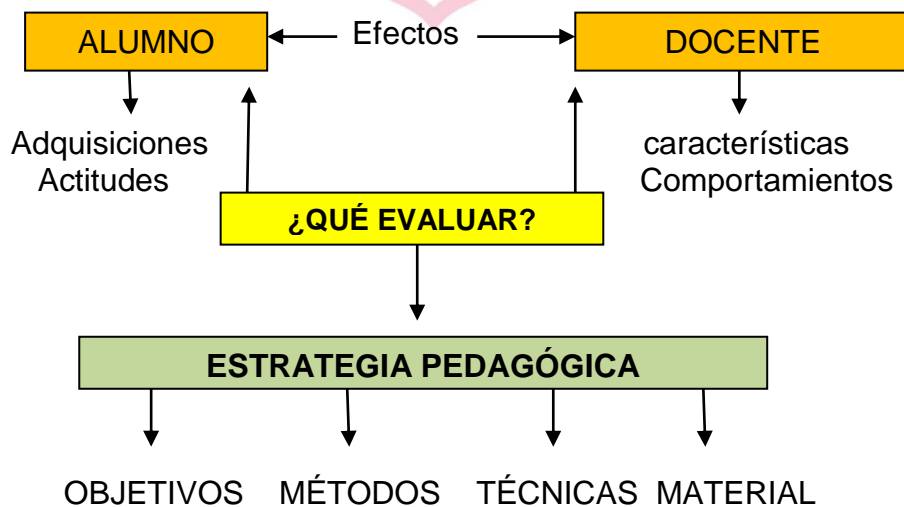 ALUMNO Efectos DOCENTE
Adquisiciones
Actitudes
características
Comportamientos
¿QUÉ EVALUAR?
ESTRATEGIA PEDAGÓGICA
OBJETIVOS MÉTODOS TÉCNICAS MATERIAL